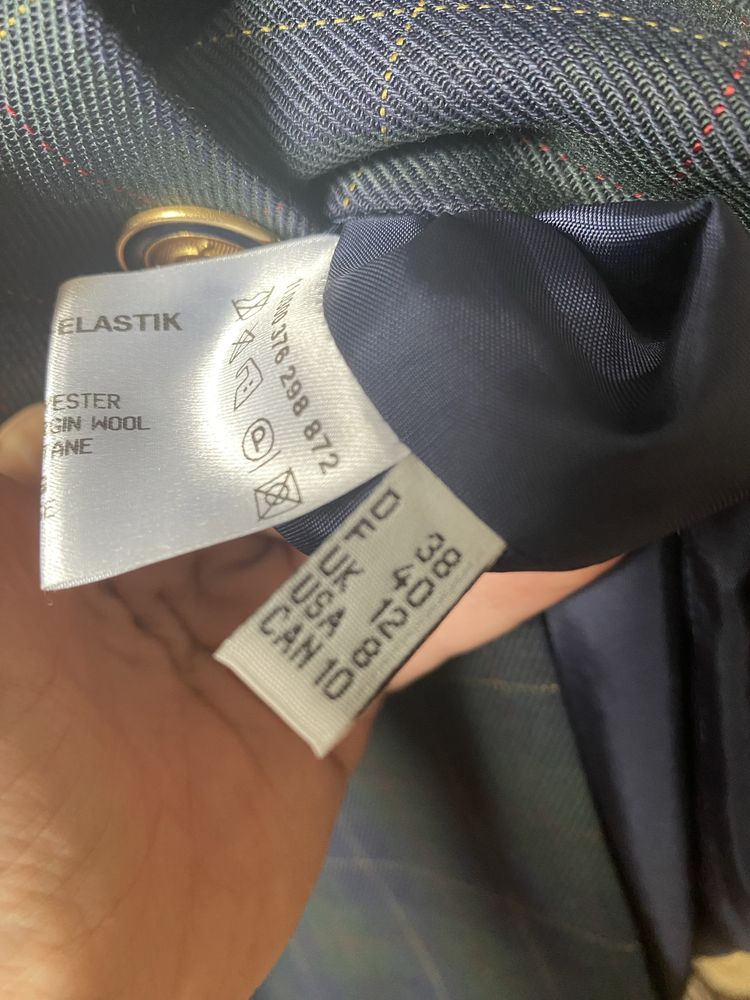 ELASTIK
ESTER
GIN WOOL
ANE
376 298 872
P
D 38
F 40
UK 12
USA 8
CAN 10